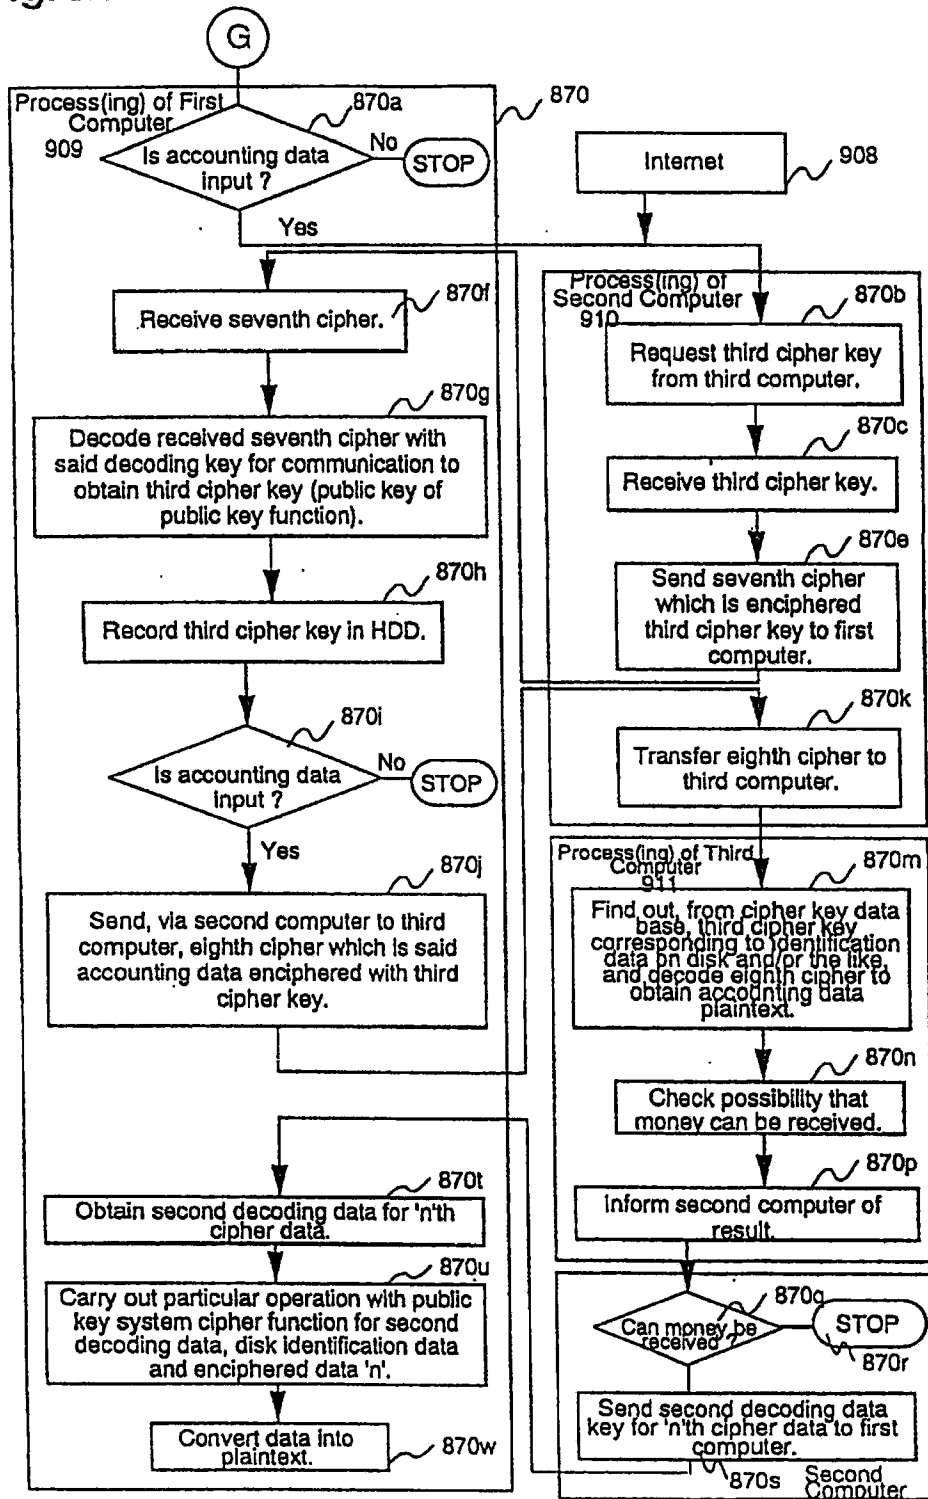 G
Process(ing) of First
Computer
909
870a
870
Is accounting data
input ?
No
STOP
Yes
Internet
908
Process(ing) of
Second Computer
910
870b
Request third cipher key
from third computer.
870c
Receive third cipher key.
870e
Send seventh cipher
which is enciphered
third cipher key to first
computer.
870f
Receive seventh cipher.
870g
Decode received seventh cipher with
said decoding key for communication to
obtain third cipher key (public key of
public key function).
870h
Record third cipher key in HDD.
870i
Is accounting data
input ?
No
STOP
Yes
870j
Send, via second computer to third
computer, eighth cipher which is said
accounting data enciphered with third
cipher key.
870k
Transfer eighth cipher to
third computer.
Process(ing) of Third
Computer
911
870m
Find out, from cipher key data
base, third cipher key
corresponding to identification
data on disk and/or the like,
and decode eighth cipher to
obtain accounting data
plaintext.
870n
Check possibility that
money can be received.
870p
Inform second computer of
result.
870q
Can money be
received ?
STOP
870r
Send second decoding data
key for 'n'th cipher data to first
computer.
870s
Second
Computer
870t
Obtain second decoding data for 'n'th
cipher data.
870u
Carry out particular operation with public
key system cipher function for second
decoding data, disk identification data
and enciphered data 'n'.
Convert data into
plaintext.
870w